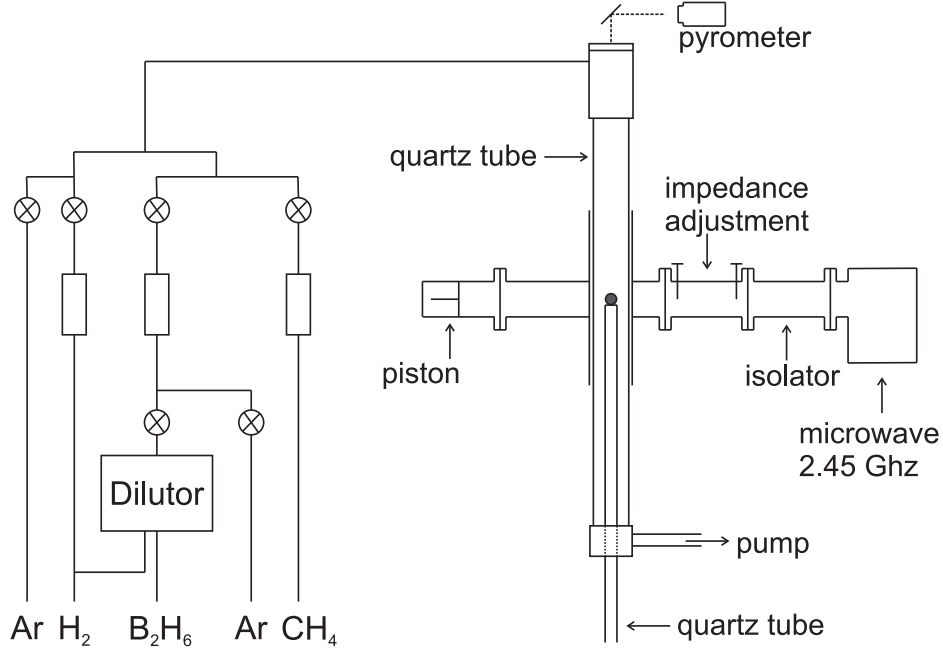 pyrometer
quartz tube
impedance
adjustment
piston
isolator
microwave
2.45 Ghz
Dilutor
pump
Ar H₂ B₂H₆ Ar CH₄
quartz tube